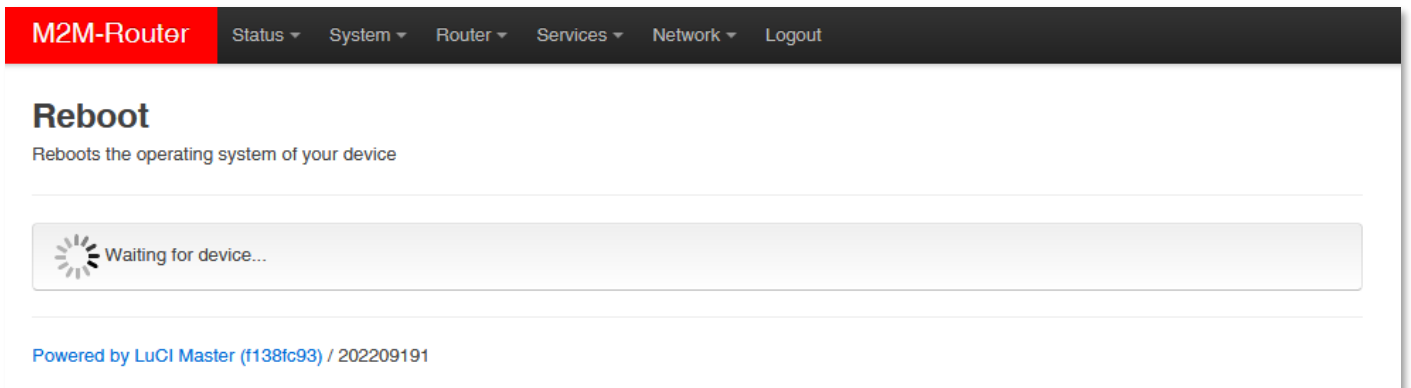 M2M-Router Status System Router Services Network Logout
Reboot
Reboots the operating system of your device
Waiting for device...
Powered by LuCI Master (f138fc93) / 202209191